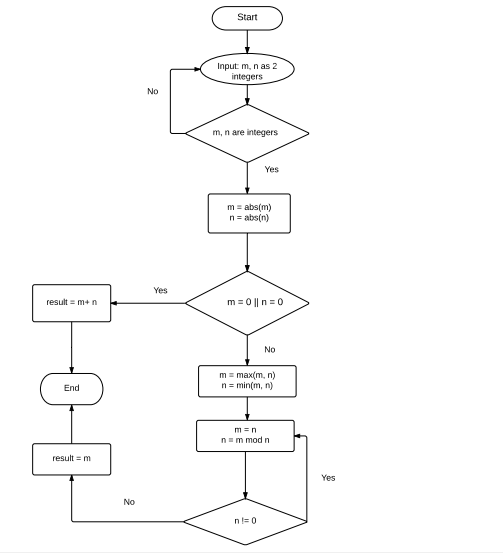 Start
Input: m, n as 2
integers
No
m, n are integers
Yes
m = abs(m)
n = abs(n)
Yes
result = m+ n
m = 0 || n = 0
No
m = max(m, n)
n = min(m, n)
End
m = n
n = m mod n
result = m
Yes
No
n != 0